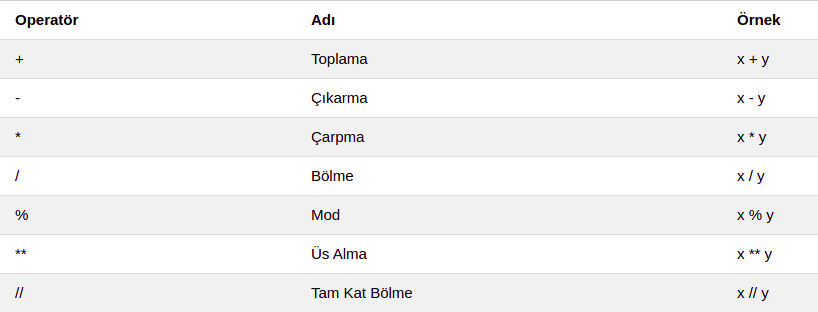 Operatör Adı Örnek
+ Toplama x + y
- Çıkarma x - y
* Çarpma x * y
/ Bölme x / y
% Mod x % y
** Üs Alma x ** y
// Tam Kat Bölme x // y